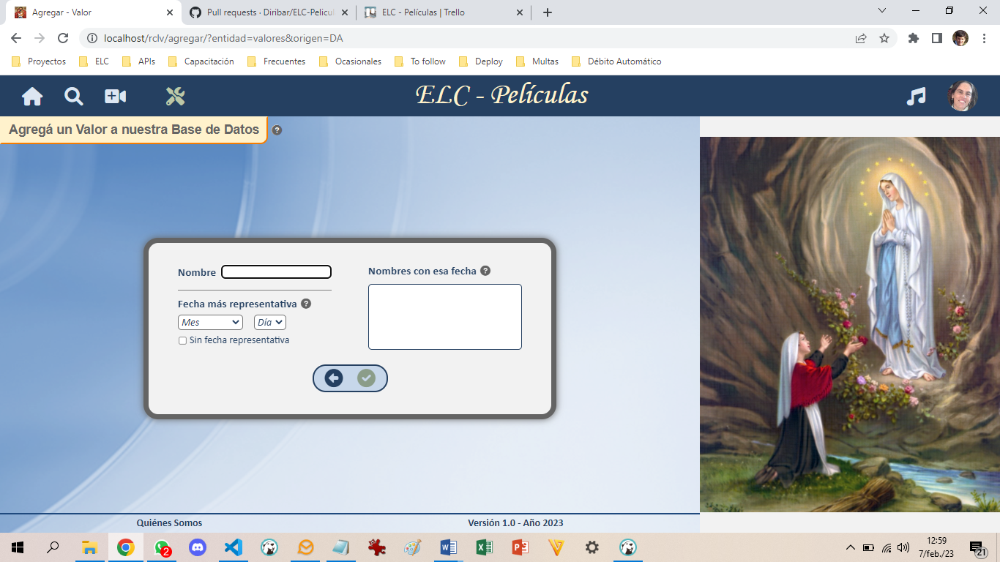 Agregar - Valor
Pull requests · Diribar/ELC-Pelicul
ELC - Películas | Trello
localhost/rclv/agregar/?entidad=valores&origen=DA
Proyectos ELC APIs Capacitación Frecuentes Ocasionales To follow Deploy Multas Débito Automático
ELC - Películas
Agregá un Valor a nuestra Base de Datos ?
Nombre
Nombres con esa fecha ?
Fecha más representativa ?
Mes Día
Sin fecha representativa
Quiénes Somos
Versión 1.0 - Año 2023
2
12:59
7/feb./23
21